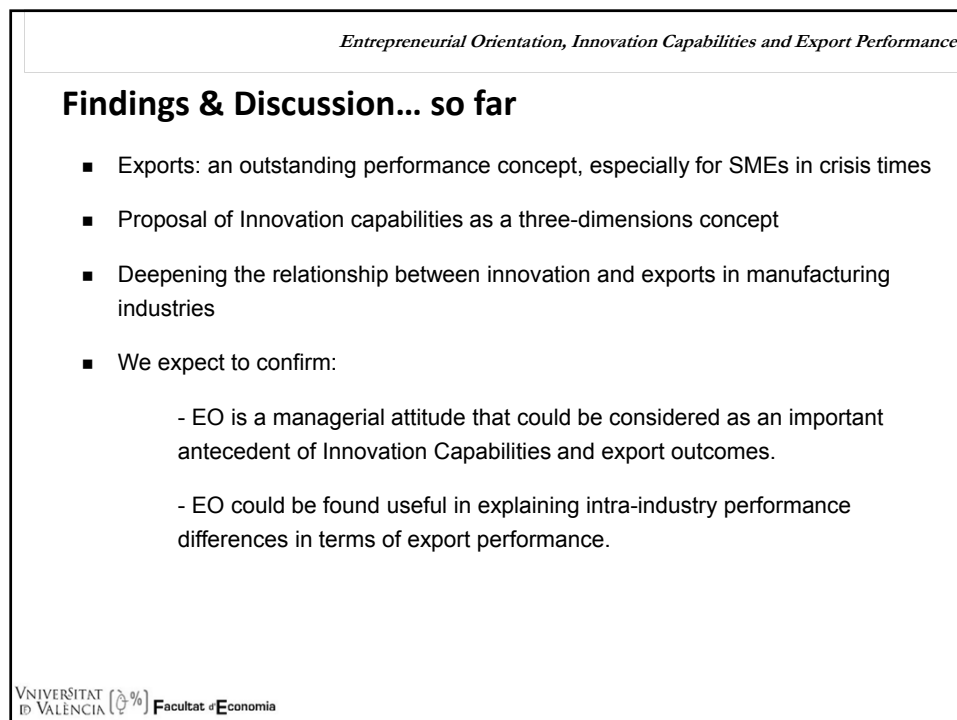 Entrepreneurial Orientation, Innovation Capabilities and Export Performance
Findings & Discussion... so far
■ Exports: an outstanding performance concept, especially for SMEs in crisis times
■ Proposal of Innovation capabilities as a three-dimensions concept
■ Deepening the relationship between innovation and exports in manufacturing
industries
■ We expect to confirm:
- EO is a managerial attitude that could be considered as an important
antecedent of Innovation Capabilities and export outcomes.
- EO could be found useful in explaining intra-industry performance
differences in terms of export performance.
VNIVERSITAT
D VALÈNCIA Facultat d'Economia